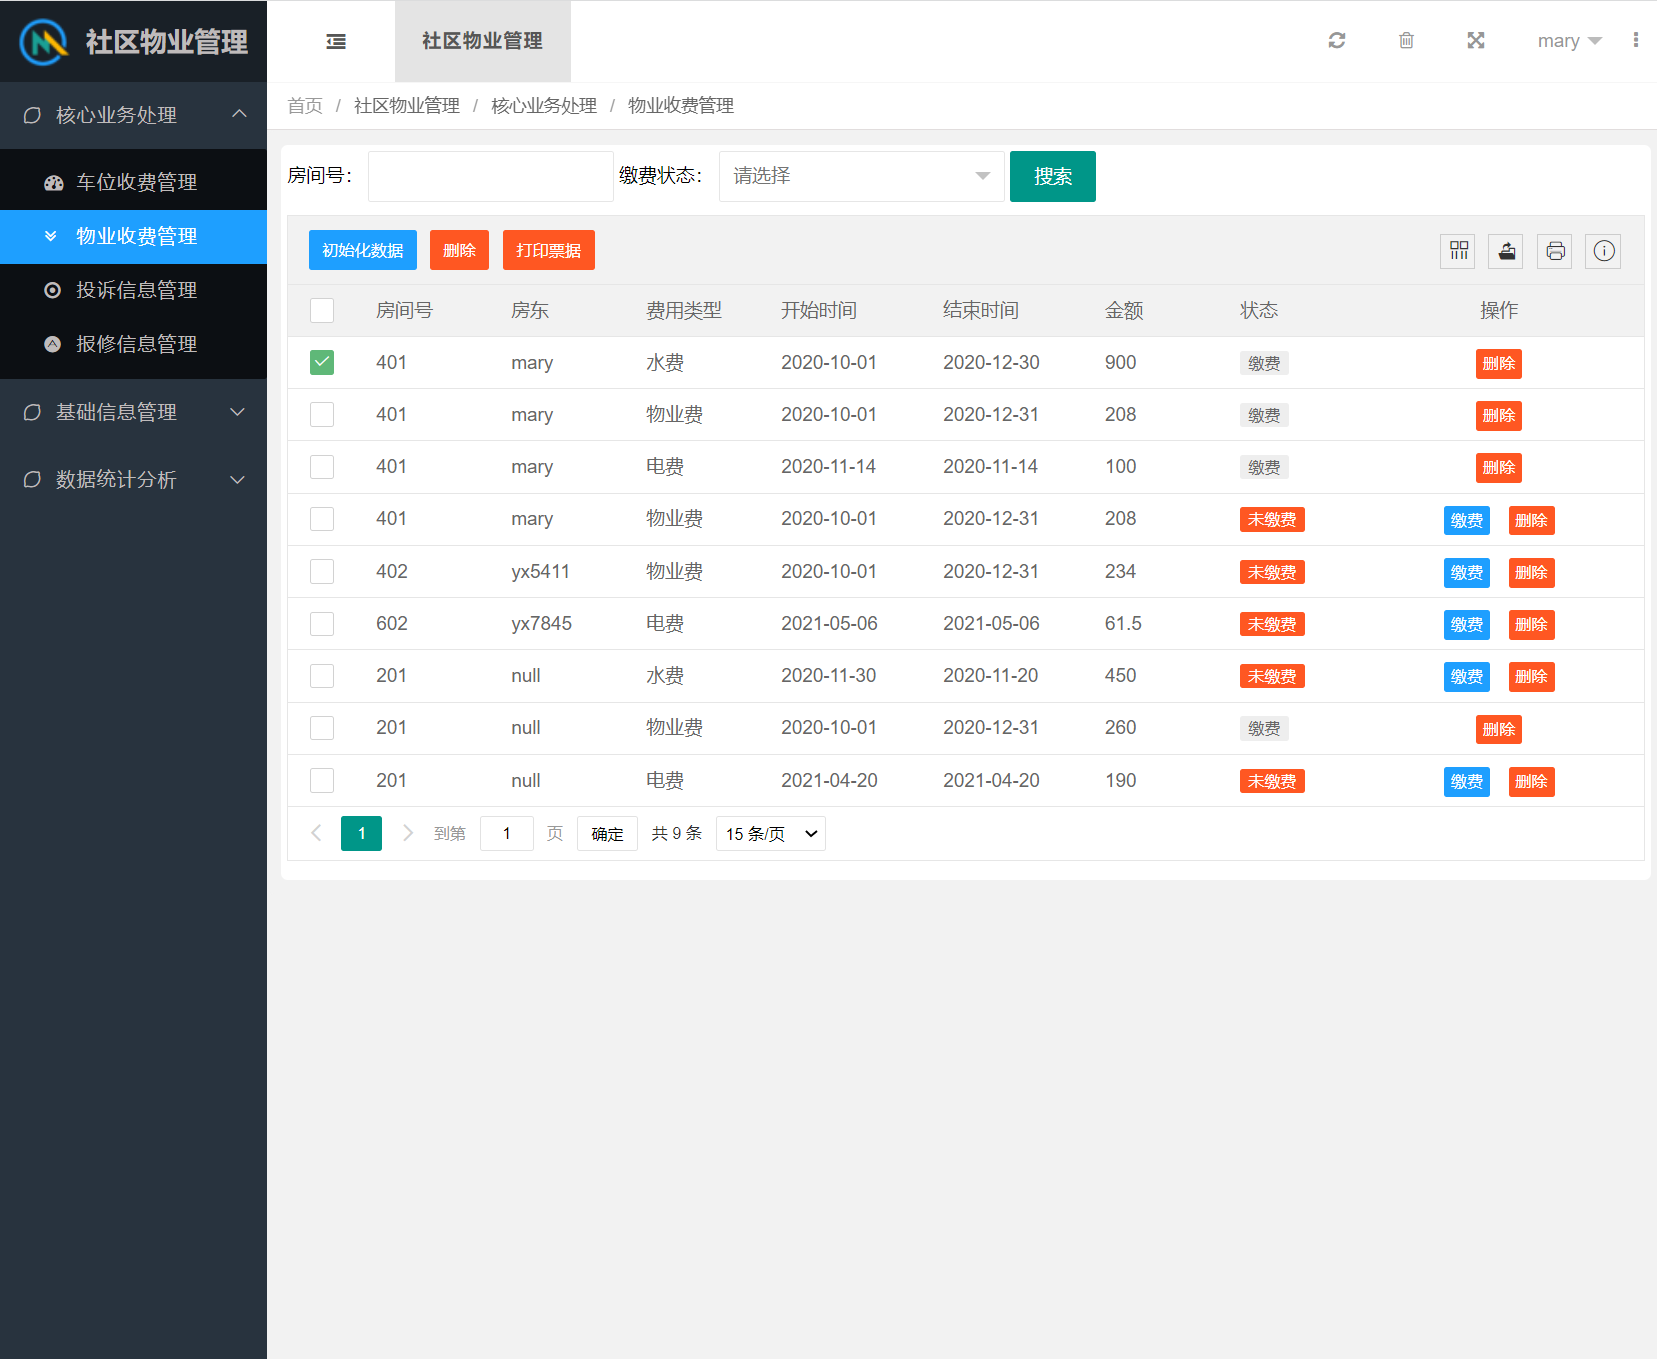 社区物业管理
社区物业管理
mary
核心业务处理
车位收费管理
物业收费管理
投诉信息管理
报修信息管理
基础信息管理
数据统计分析
首页 / 社区物业管理 / 核心业务处理 / 物业收费管理
房间号： 缴费状态： 请选择 搜索
初始化数据 删除 打印票据
房间号 房东 费用类型 开始时间 结束时间 金额 状态 操作
401 mary 水费 2020-10-01 2020-12-30 900 缴费 删除
401 mary 物业费 2020-10-01 2020-12-31 208 缴费 删除
401 mary 电费 2020-11-14 2020-11-14 100 缴费 删除
401 mary 物业费 2020-10-01 2020-12-31 208 未缴费 缴费 删除
402 yx5411 物业费 2020-10-01 2020-12-31 234 未缴费 缴费 删除
602 yx7845 电费 2021-05-06 2021-05-06 61.5 未缴费 缴费 删除
201 null 水费 2020-11-30 2020-11-20 450 未缴费 缴费 删除
201 null 物业费 2020-10-01 2020-12-31 260 缴费 删除
201 null 电费 2021-04-20 2021-04-20 190 未缴费 缴费 删除
1 到第 1 页 确定 共 9 条 15 条/页